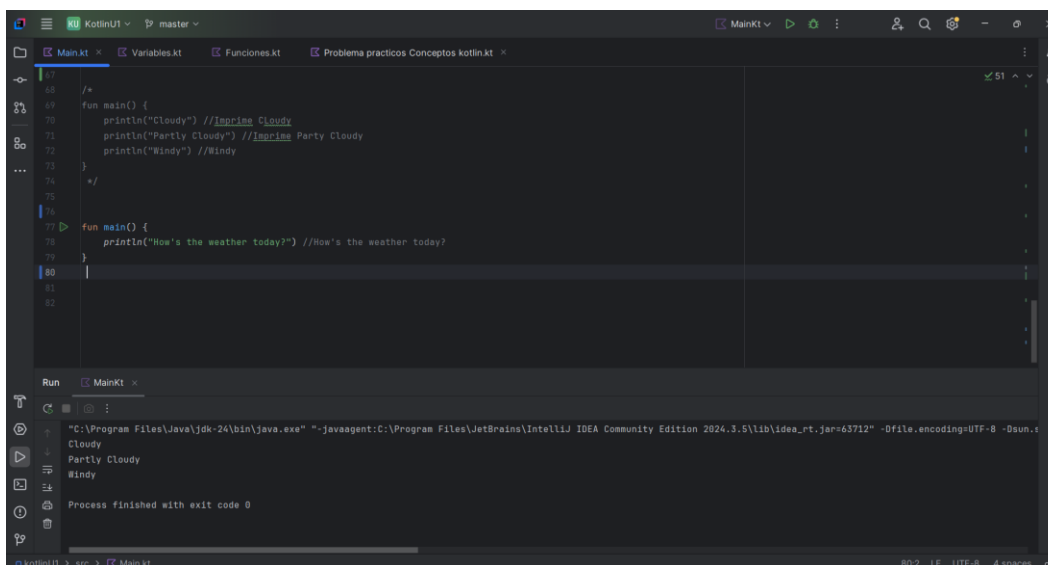 KU KotlinU1 master MainKt
Main.kt Variables.kt Funciones.kt Problema practicos Conceptos kotlin.kt
67 51
68 /*
69 fun main() {
70 println("Cloudy") //Imprime CLoudy
71 println("Partly Cloudy") //Imprime Party Cloudy
72 println("Windy") //Windy
73 }
74 */
75
76
77 fun main() {
78 println("How's the weather today?") //How's the weather today?
79 }
80
81
82
Run MainKt
"C:\Program Files\Java\jdk-24\bin\java.exe" "-javaagent:C:\Program Files\JetBrains\IntelliJ IDEA Community Edition 2024.3.5\lib\idea_rt.jar=63712" -Dfile.encoding=UTF-8 -Dsun.s
Cloudy
Partly Cloudy
Windy
Process finished with exit code 0
kotlinU1 > src > Main.kt 80:2 LF UTF-8 4 spaces